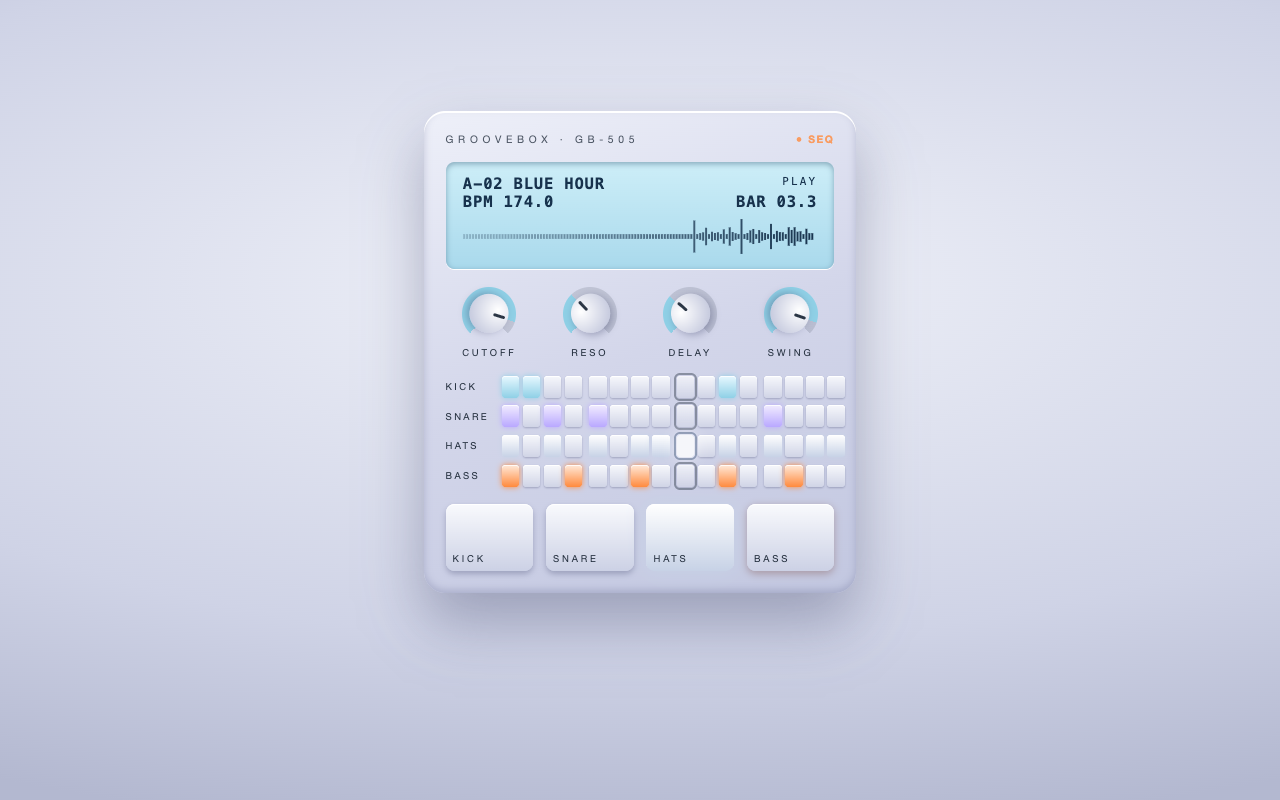 GROOVEBOX · GB-505
• SEQ
A-02 BLUE HOUR
PLAY
BPM 174.0
BAR 03.3
CUTOFF
RESO
DELAY
SWING
KICK
SNARE
HATS
BASS
KICK
SNARE
HATS
BASS